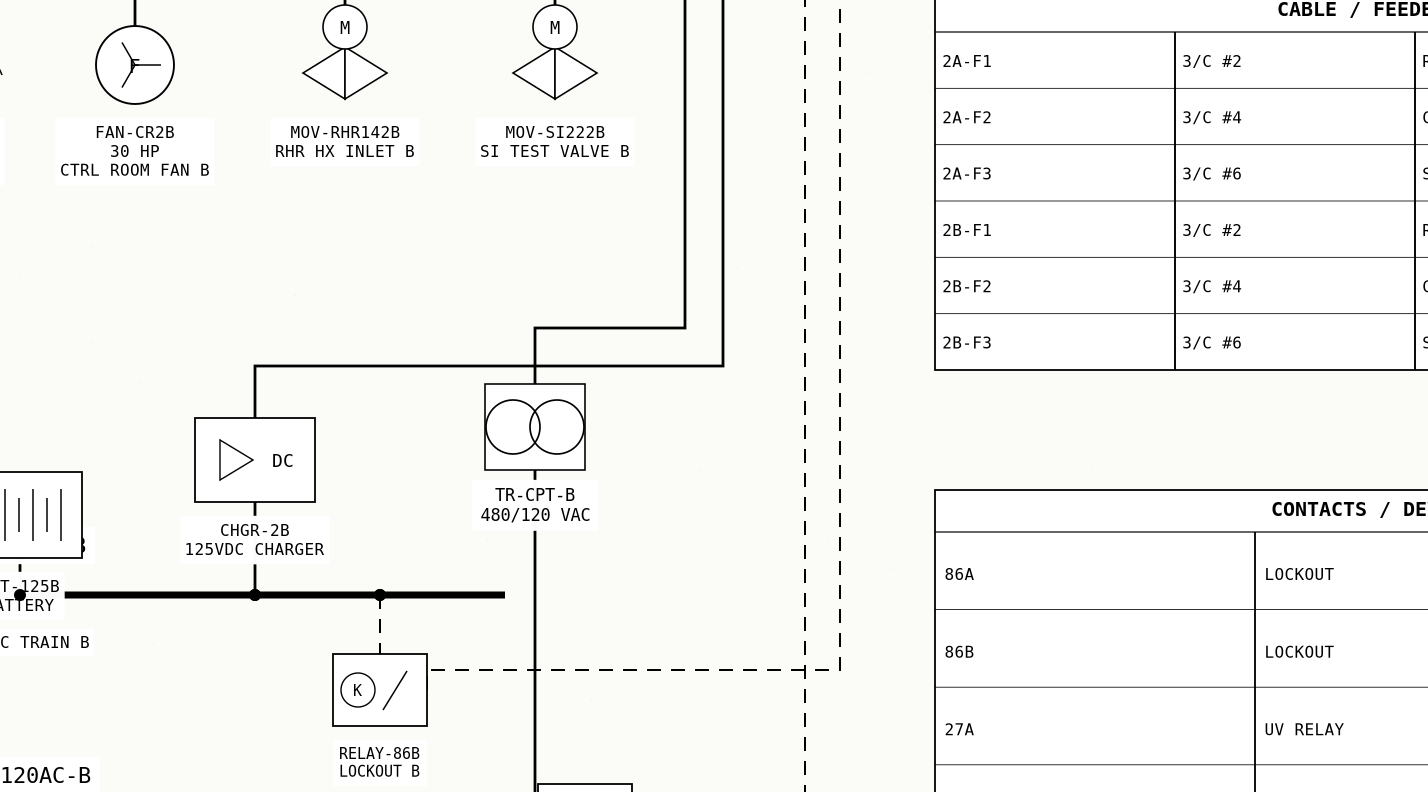 CABLE / FEEDE
M
M
F
2A-F1
3/C #2
2A-F2
3/C #4
2A-F3
3/C #6
2B-F1
3/C #2
2B-F2
3/C #4
2B-F3
3/C #6
FAN-CR2B
30 HP
CTRL ROOM FAN B
MOV-RHR142B
RHR HX INLET B
MOV-SI222B
SI TEST VALVE B
DC
CHGR-2B
125VDC CHARGER
TR-CPT-B
480/120 VAC
T-125B
ATTERY
C TRAIN B
K
RELAY-86B
LOCKOUT B
120AC-B
CONTACTS / DE
86A
LOCKOUT
86B
LOCKOUT
27A
UV RELAY